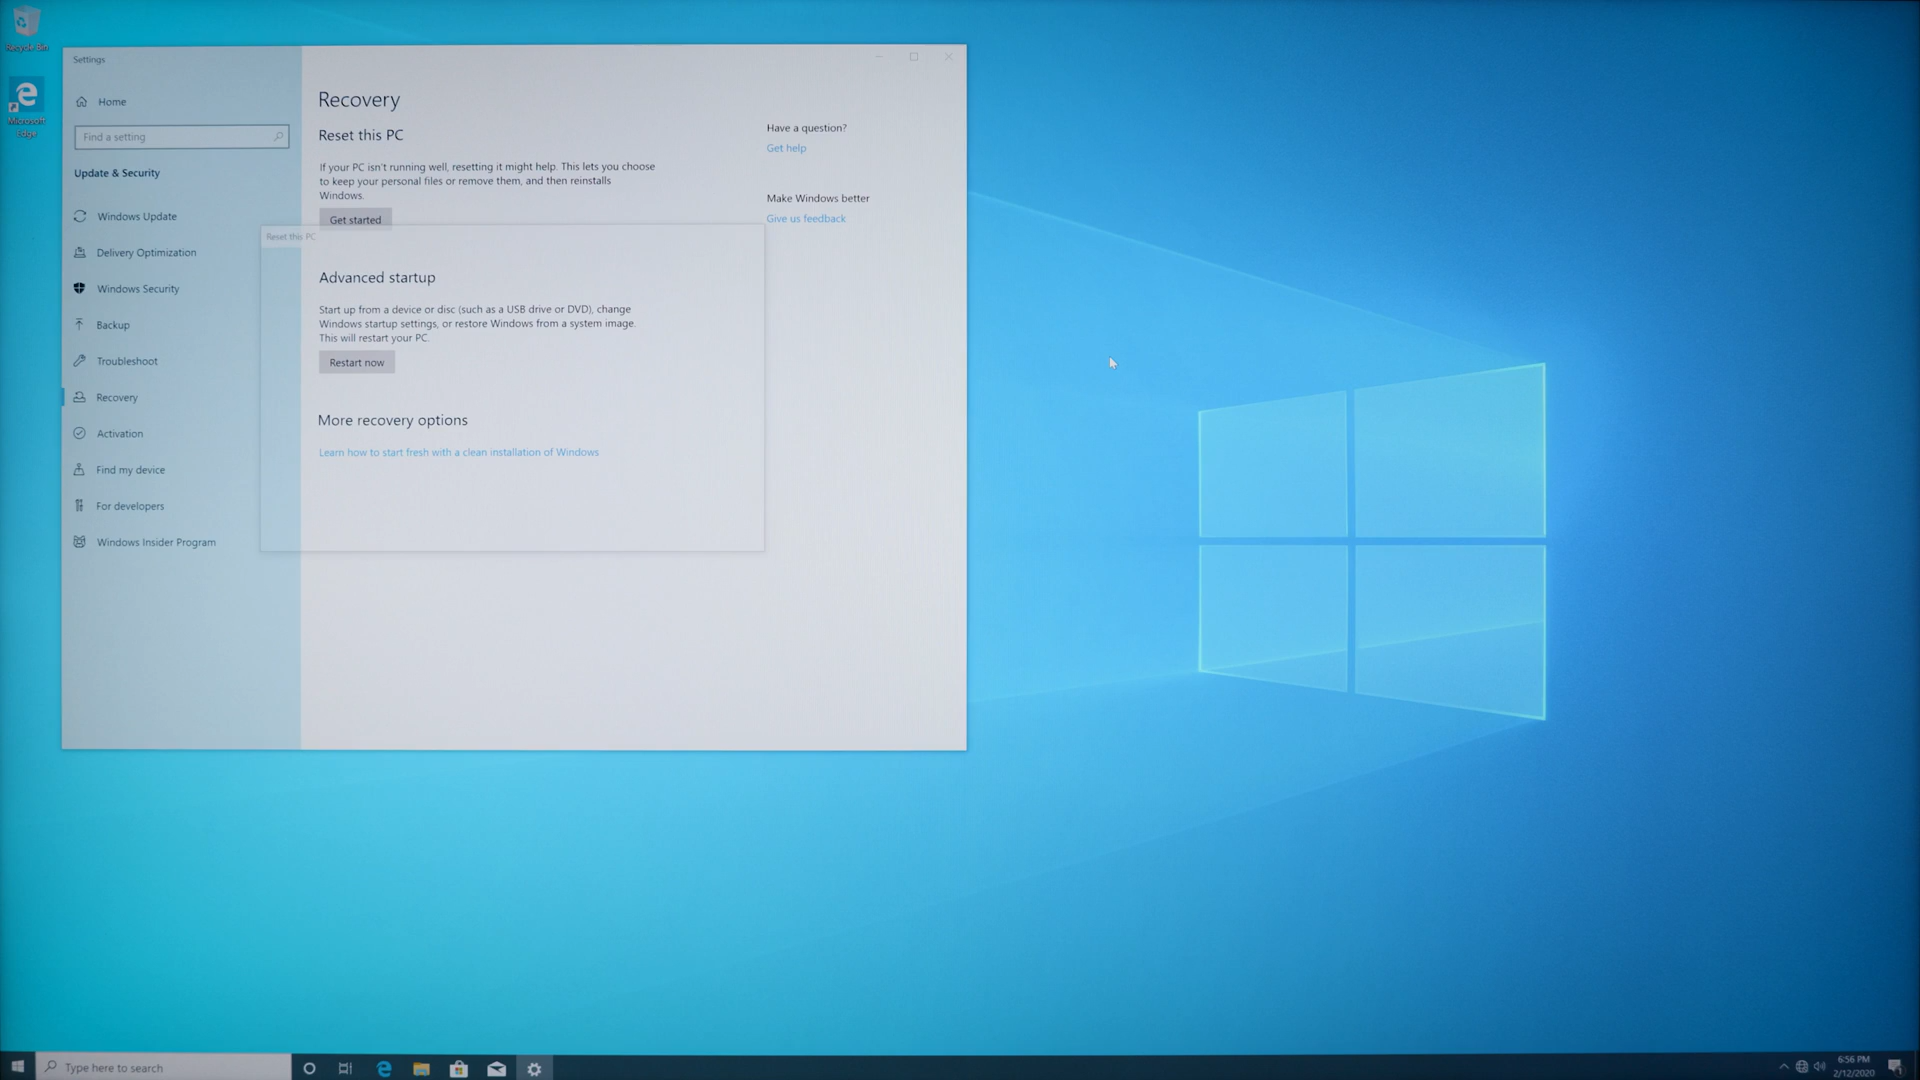 Recycle Bin
Microsoft
Edge
Settings
Home
Find a setting
Update & Security
Windows Update
Delivery Optimization
Windows Security
Backup
Troubleshoot
Recovery
Activation
Find my device
For developers
Windows Insider Program
Recovery
Reset this PC
If your PC isn't running well, resetting it might help. This lets you choose
to keep your personal files or remove them, and then reinstalls
Windows.
Get started
Reset this PC
Advanced startup
Start up from a device or disc (such as a USB drive or DVD), change
Windows startup settings, or restore Windows from a system image.
This will restart your PC.
Restart now
More recovery options
Learn how to start fresh with a clean installation of Windows
Have a question?
Get help
Make Windows better
Give us feedback
Type here to search
6:56 PM
2/12/2020